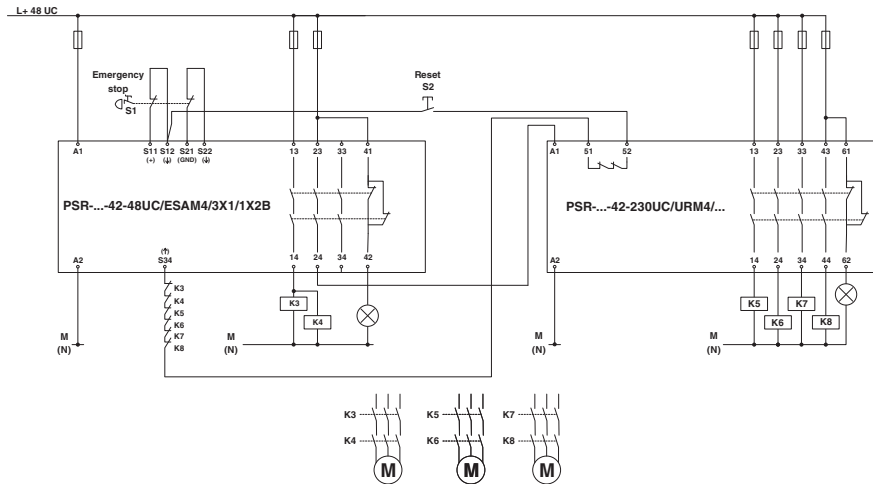 L+ 48 UC
Emergency
stop
S1
Reset
S2
A1 S11 S12 S21 S22 13 23 33 41
(+) (↓) (GND) (↓)
A1 51 52 13 23 33 43 61
PSR-...-42-48UC/ESAM4/3X1/1X2B
PSR-...-42-230UC/URM4/...
(↑)
A2 S34 14 24 34 42
A2 14 24 34 44 62
K3
K4
K5
K6
K7
K8
K3
K4
K5
K6
K7
K8
M
(N)
M
(N)
M
(N)
M
(N)
K3 K5 K7
K4 K6 K8
M M M